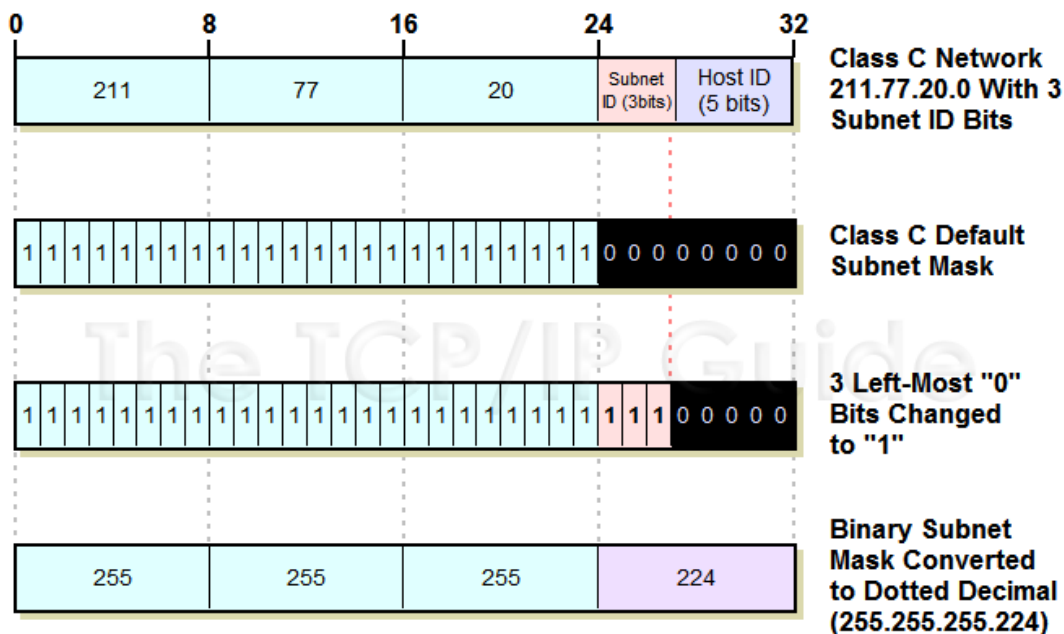 0 8 16 24 32
211 77 20 Subnet ID (3bits) Host ID (5 bits)
Class C Network
211.77.20.0 With 3
Subnet ID Bits
1 1 1 1 1 1 1 1 1 1 1 1 1 1 1 1 1 1 1 1 1 1 1 1 0 0 0 0 0 0 0 0
Class C Default
Subnet Mask
The TCP/IP Guide
1 1 1 1 1 1 1 1 1 1 1 1 1 1 1 1 1 1 1 1 1 1 1 1 1 1 1 0 0 0 0 0
3 Left-Most "0"
Bits Changed
to "1"
255 255 255 224
Binary Subnet
Mask Converted
to Dotted Decimal
(255.255.255.224)